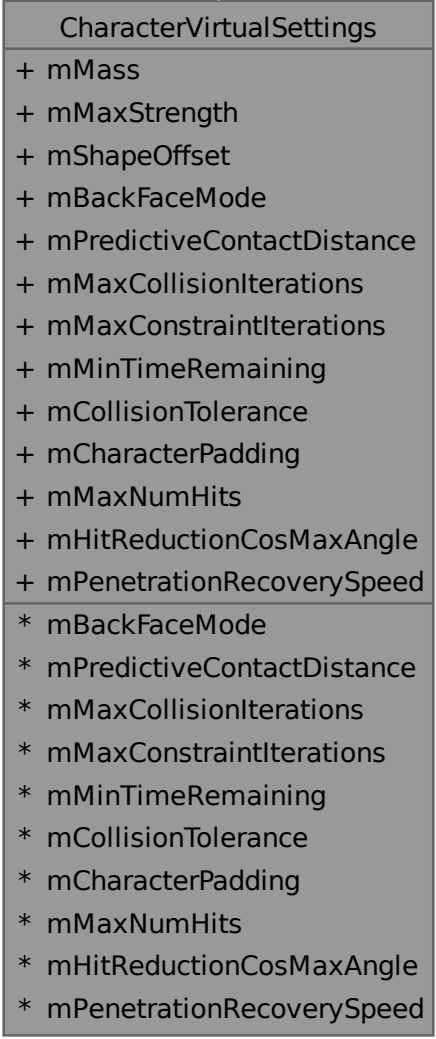 CharacterVirtualSettings
+ mMass
+ mMaxStrength
+ mShapeOffset
+ mBackFaceMode
+ mPredictiveContactDistance
+ mMaxCollisionIterations
+ mMaxConstraintIterations
+ mMinTimeRemaining
+ mCollisionTolerance
+ mCharacterPadding
+ mMaxNumHits
+ mHitReductionCosMaxAngle
+ mPenetrationRecoverySpeed
* mBackFaceMode
* mPredictiveContactDistance
* mMaxCollisionIterations
* mMaxConstraintIterations
* mMinTimeRemaining
* mCollisionTolerance
* mCharacterPadding
* mMaxNumHits
* mHitReductionCosMaxAngle
* mPenetrationRecoverySpeed